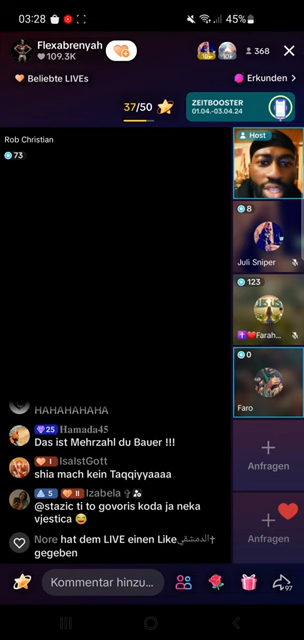 03:28
45%
Flexabrenyah
109.3K
368
Beliebte LIVEs
Erkunden >
37/50
ZEITBOOSTER
01.04.-03.04.24
Rob Christian
73
Host
8
Juli Sniper
123
Farah...
0
Faro
Anfragen
Anfragen
HAHAHAHAHA
25 Hamada45
Das ist Mehrzahl du Bauer !!!
I IsaIstGott
shia mach kein Taqqiyyaaaa
5 II Izabela
@stazic ti to govoris koda ja neka
vjestica
Nore hat dem LIVE einen Like الدمشقي
gegeben
Kommentar hinzu...
97